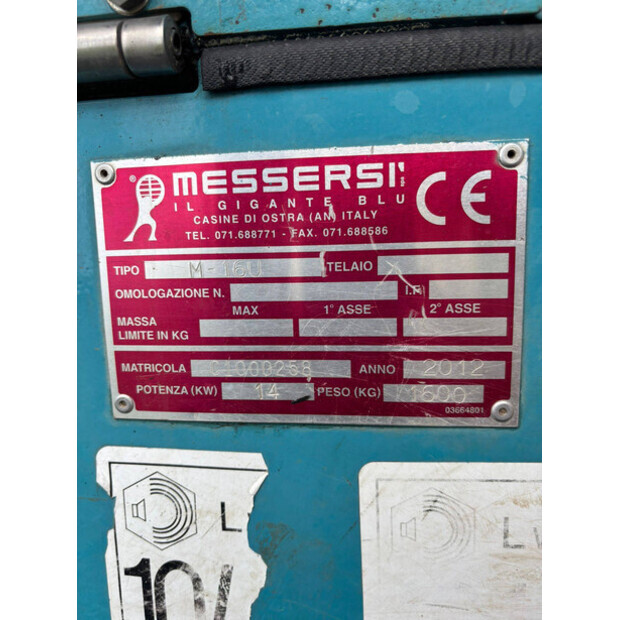 ® MESSERSI'
IL GIGANTE BLU
CASINE DI OSTRA (AN) ITALY
TEL. 071.688771 - FAX. 071.688586
CE
TIPO M-16U TELAIO X
OMOLOGAZIONE N. I.P.
MAX 1° ASSE 2° ASSE
MASSA
LIMITE IN KG
MATRICOLA ANNO 2012
POTENZA (KW) 14 PESO (KG) 1600
03664801
L
L